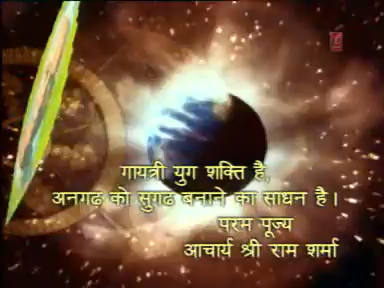 गायत्री युग शक्ति है,
अनगढ को सुगढ बनाने का साधन है।
परम पूज्य
आचार्य श्री राम शर्मा